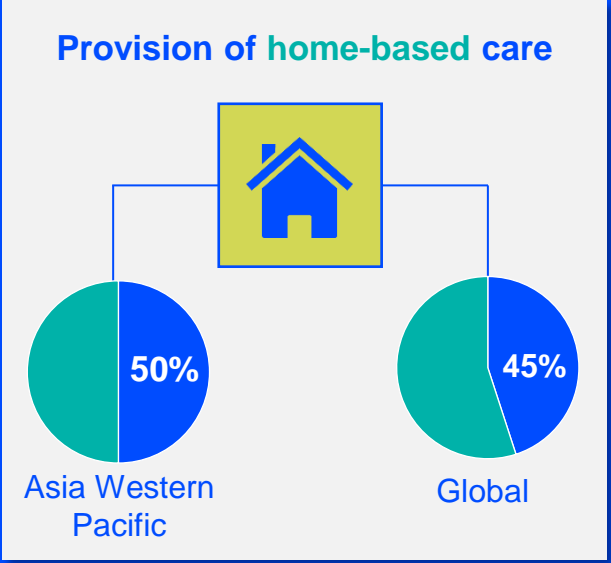 Provision of home-based care
50%
45%
Asia Western
Pacific
Global